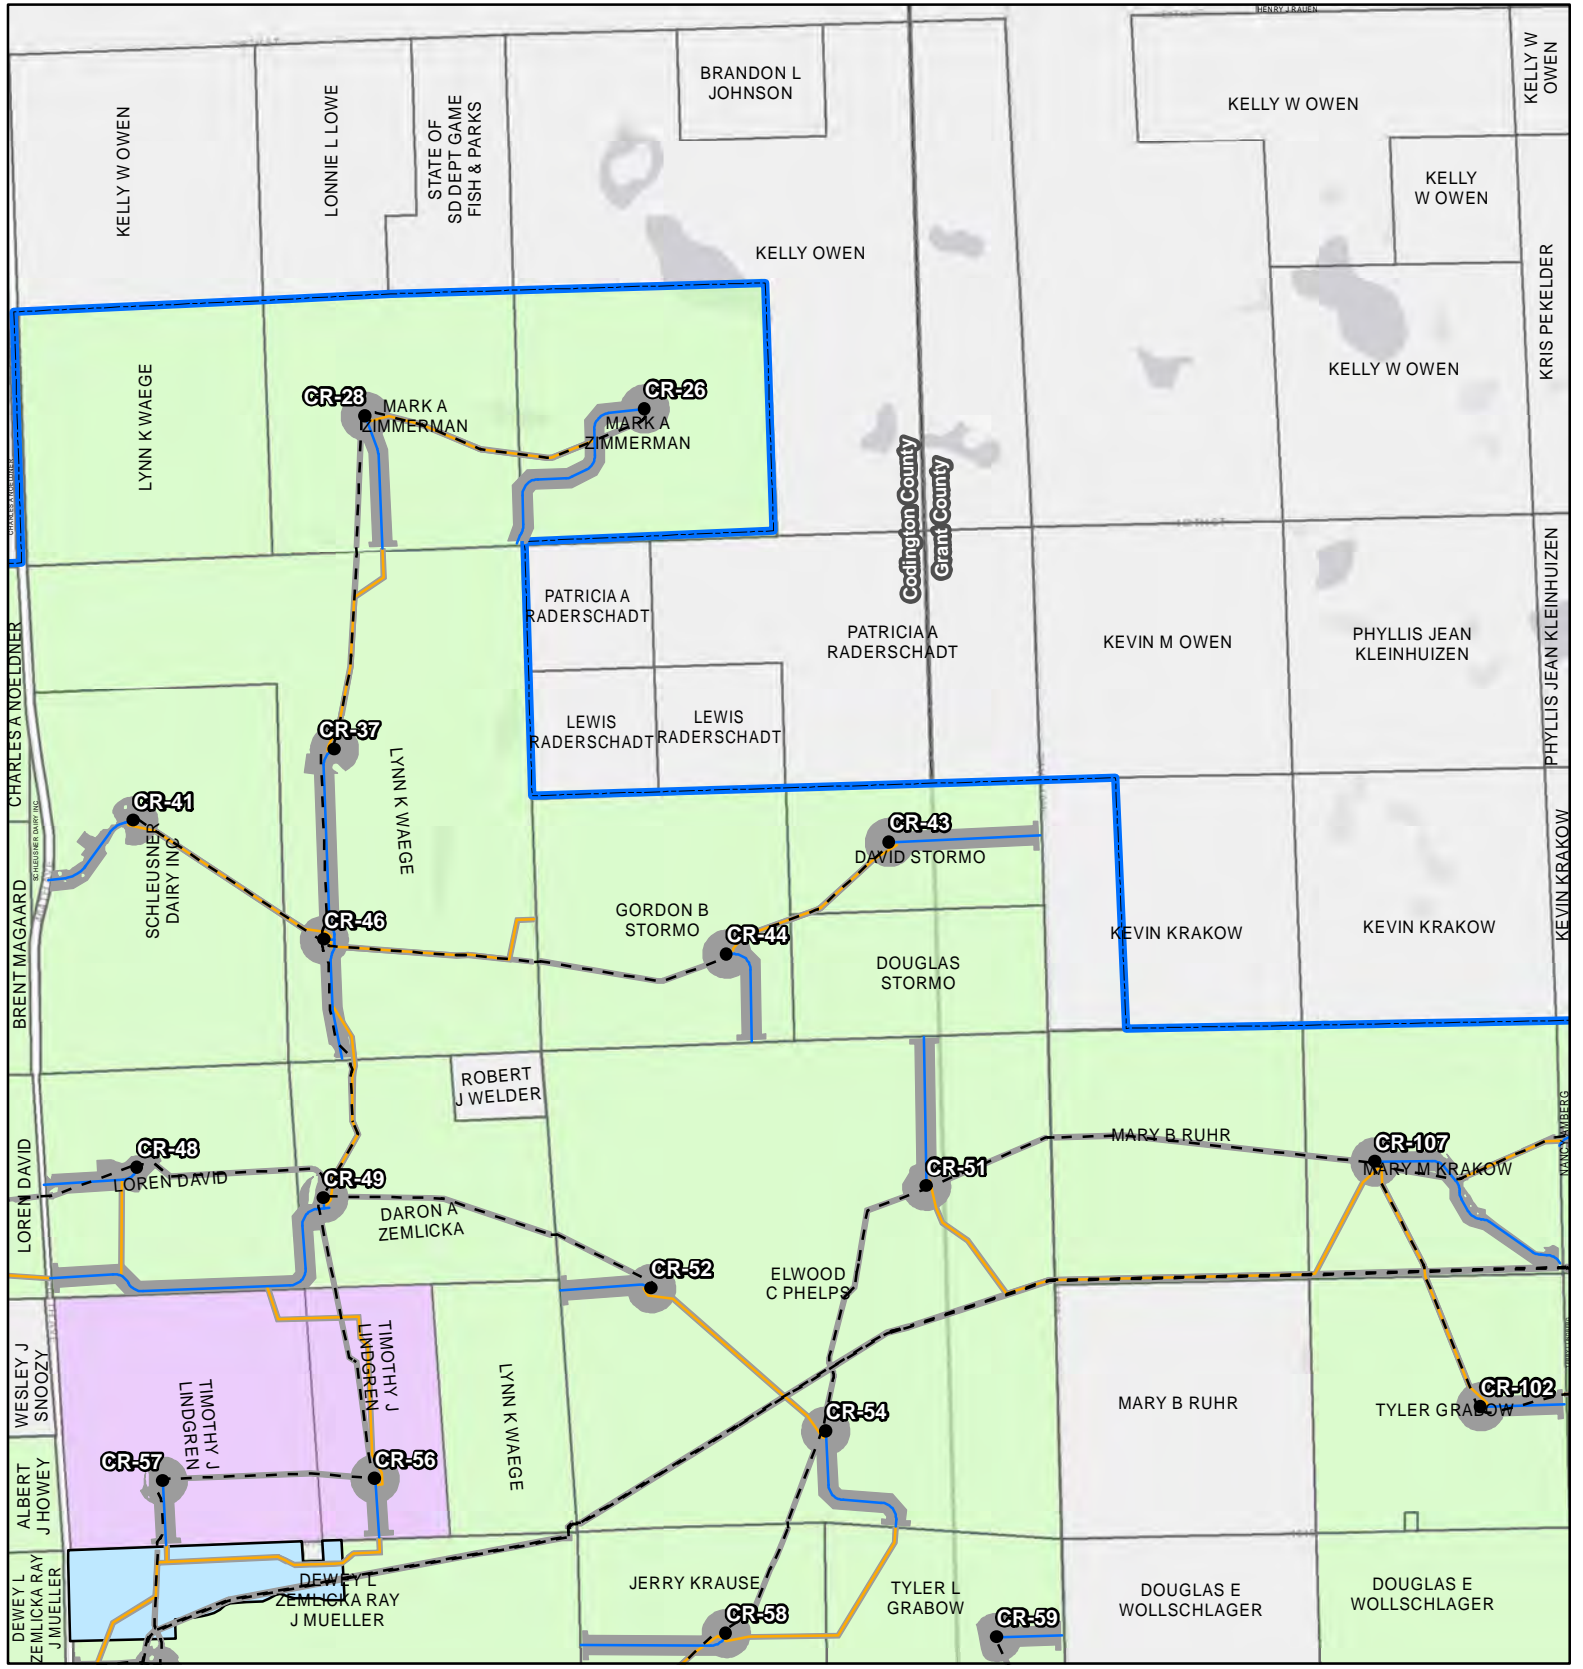 HENRY J RAUEN
KELLY W OWEN
LONNIE L LOWE
STATE OF
SD DEPT GAME
FISH & PARKS
BRANDON L
JOHNSON
KELLY W OWEN
KELLY W
OWEN
KELLY
W OWEN
KELLY OWEN
KRIS PEKELDER
KELLY W OWEN
LYNN K WAEGE
CR-28
MARK A
ZIMMERMAN
CR-26
MARK A
ZIMMERMAN
Codington County
Grant County
PATRICIA A
RADERSCHADT
PATRICIA A
RADERSCHADT
KEVIN M OWEN
PHYLLIS JEAN
KLEINHUIZEN
PHYLLIS JEAN KLEINHUIZEN
CHARLES A NOELDNER
CHARLES A NOELDNER
LEWIS
RADERSCHADT
LEWIS
RADERSCHADT
CR-37
LYNN K WAEGE
CR-41
SCHLEUSNER
DAIRY INC
SCHLEUSNER DAIRY INC
CR-43
DAVID STORMO
BRENT MAGAARD
CR-46
GORDON B
STORMO
CR-44
DOUGLAS
STORMO
KEVIN KRAKOW
KEVIN KRAKOW
KEVIN KRAKOW
ROBERT
J WELDER
LOREN DAVID
CR-48
LOREN DAVID
CR-49
DARON A
ZEMLICKA
CR-51
MARY B RUHR
CR-107
MARY M KRAKOW
CR-52
ELWOOD
C PHELPS
WESLEY J
SNOOZY
TIMOTHY J
LINDGREN
TIMOTHY J
LINDGREN
LYNN K WAEGE
CR-54
MARY B RUHR
CR-102
TYLER GRABOW
CR-57
CR-56
ALBERT
J HOWEY
DEWEY L
ZEMLICKA RAY
J MUELLER
DEWEY L
ZEMLICKA RAY
J MUELLER
JERRY KRAUSE
CR-58
TYLER L
GRABOW
CR-59
DOUGLAS E
WOLLSCHLAGER
DOUGLAS E
WOLLSCHLAGER